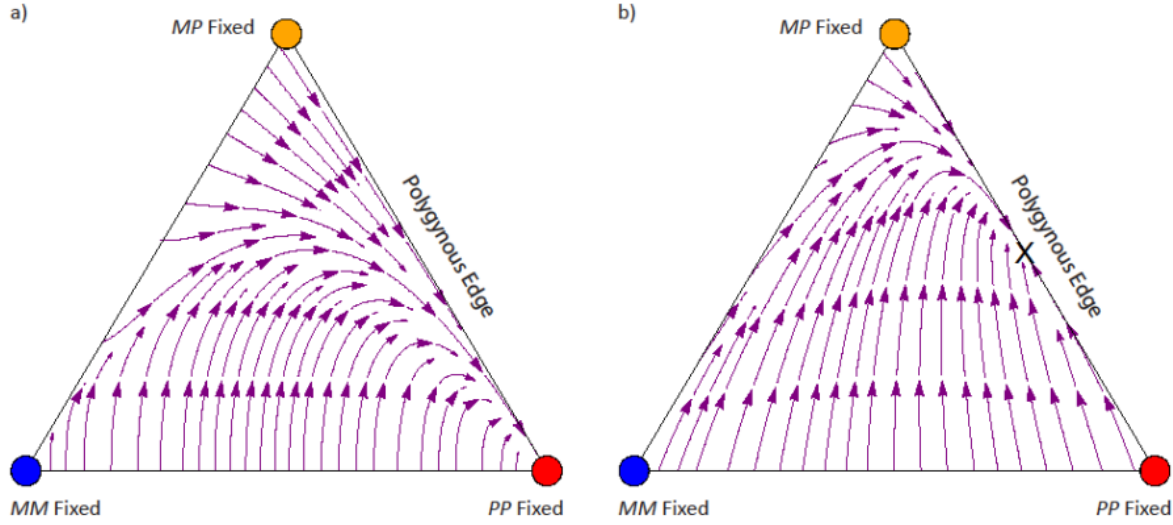 a)
MP Fixed
Polygynous Edge
MM Fixed
PP Fixed
b)
MP Fixed
Polygynous Edge
X
MM Fixed
PP Fixed